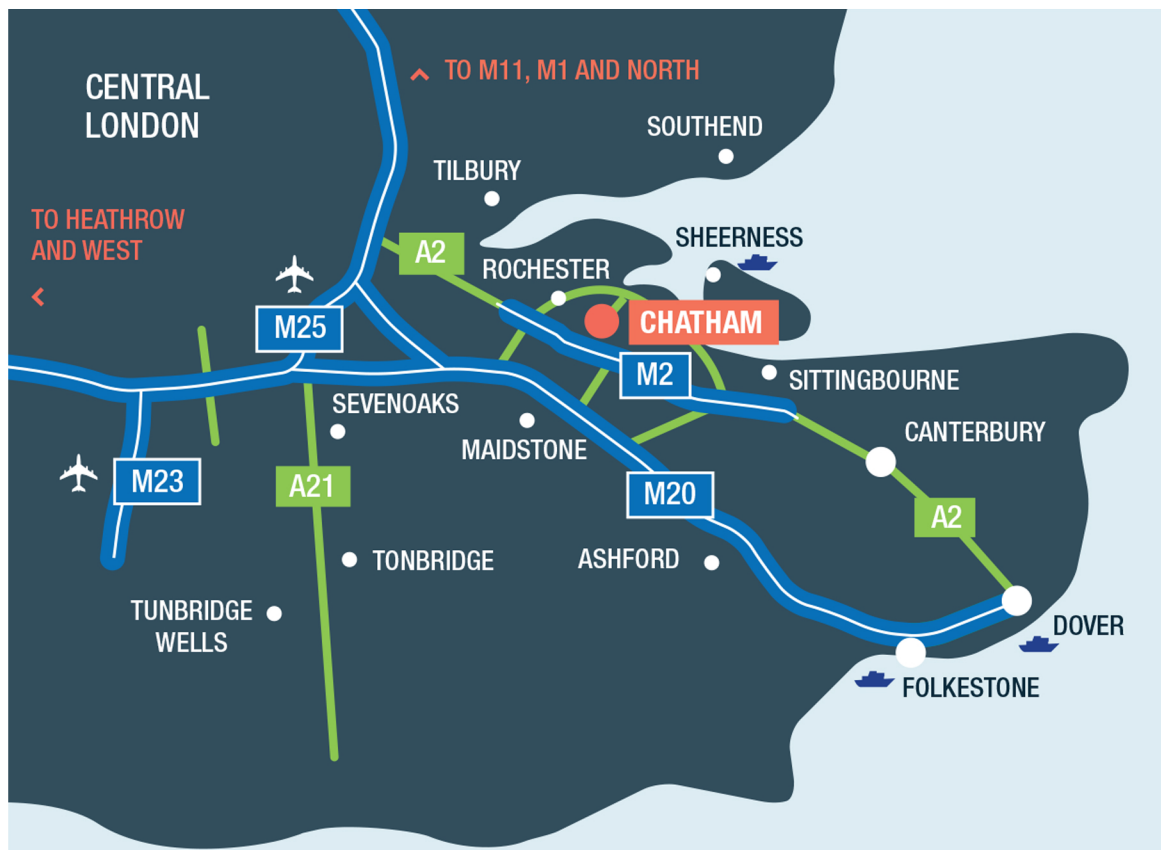 TO M11, M1 AND NORTH
CENTRAL
LONDON
SOUTHEND
TILBURY
TO HEATHROW
AND WEST
SHEERNESS
A2
ROCHESTER
M25
CHATHAM
M2
SITTINGBOURNE
SEVENOAKS
CANTERBURY
MAIDSTONE
M23
A21
M20
A2
ASHFORD
TONBRIDGE
TUNBRIDGE
WELLS
DOVER
FOLKESTONE